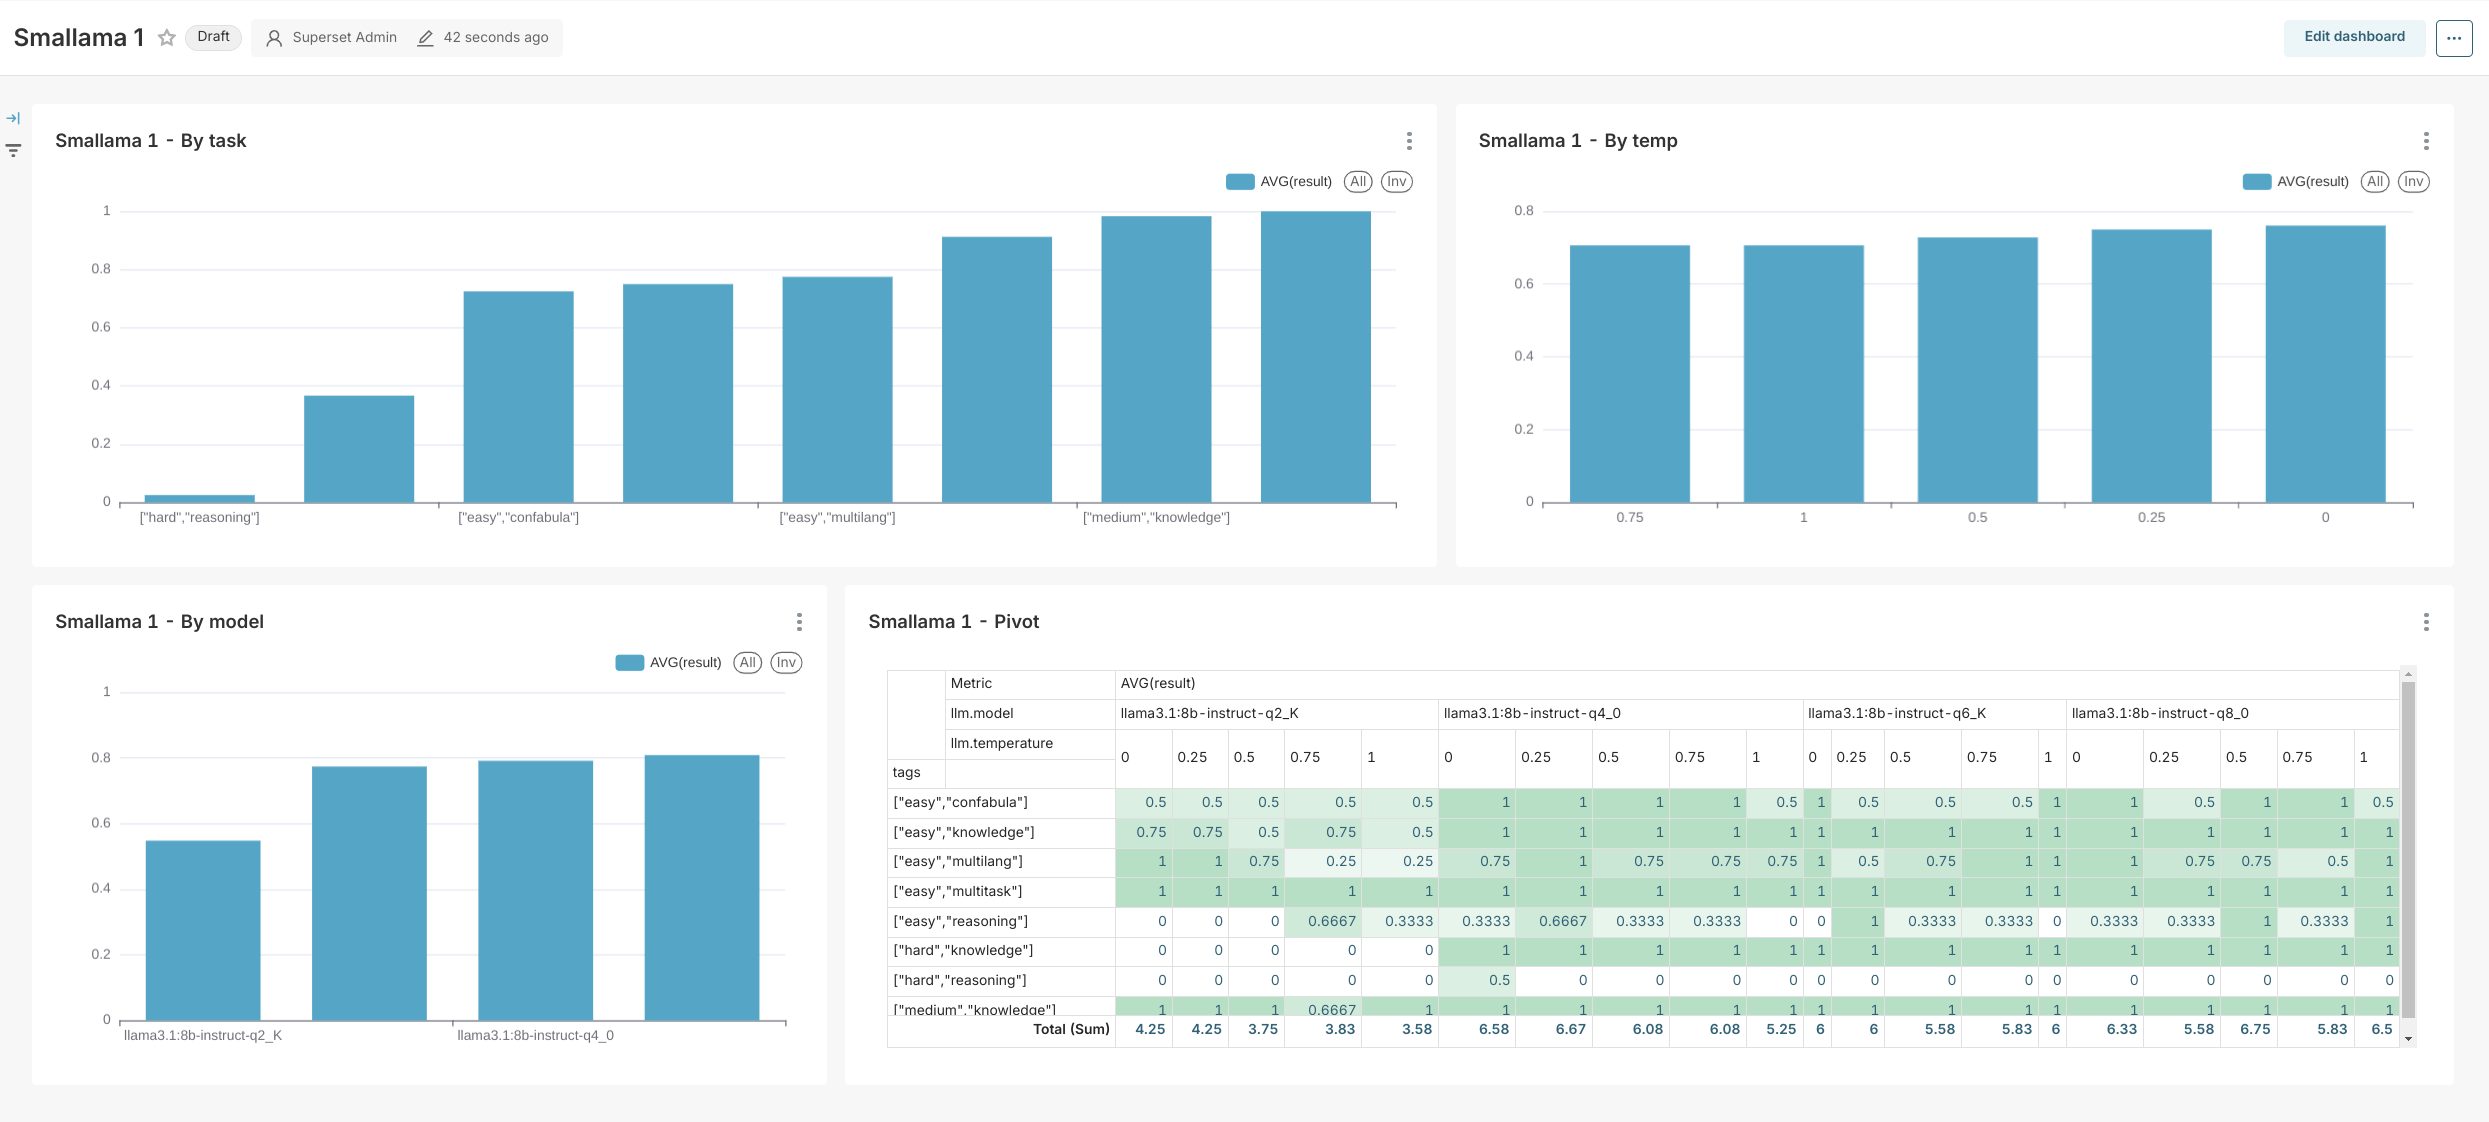 Smallama 1 Draft Superset Admin 42 seconds ago Edit dashboard ...
Smallama 1 - By task
AVG(result) All Inv
1
0.8
0.6
0.4
0.2
0
["hard","reasoning"] ["easy","confabula"] ["easy","multilang"] ["medium","knowledge"]
Smallama 1 - By temp
AVG(result) All Inv
0.8
0.6
0.4
0.2
0
0.75 1 0.5 0.25 0
Smallama 1 - By model
AVG(result) All Inv
1
0.8
0.6
0.4
0.2
0
llama3.1:8b-instruct-q2_K llama3.1:8b-instruct-q4_0
Smallama 1 - Pivot
Metric AVG(result)
llm.model llama3.1:8b-instruct-q2_K llama3.1:8b-instruct-q4_0 llama3.1:8b-instruct-q6_K llama3.1:8b-instruct-q8_0
llm.temperature 0 0.25 0.5 0.75 1 0 0.25 0.5 0.75 1 0 0.25 0.5 0.75 1 0 0.25 0.5 0.75 1
tags
["easy","confabula"] 0.5 0.5 0.5 0.5 0.5 1 1 1 1 0.5 1 0.5 0.5 0.5 1 1 0.5 1 1 0.5
["easy","knowledge"] 0.75 0.75 0.5 0.75 0.5 1 1 1 1 1 1 1 1 1 1 1 1 1 1 1
["easy","multilang"] 1 1 0.75 0.25 0.25 0.75 1 0.75 0.75 0.75 1 0.5 0.75 1 1 1 0.75 0.75 0.5 1
["easy","multitask"] 1 1 1 1 1 1 1 1 1 1 1 1 1 1 1 1 1 1 1 1
["easy","reasoning"] 0 0 0 0.6667 0.3333 0.3333 0.6667 0.3333 0.3333 0 0 1 0.3333 0.3333 0 0.3333 0.3333 1 0.3333 1
["hard","knowledge"] 0 0 0 0 0 1 1 1 1 1 1 1 1 1 1 1 1 1 1 1
["hard","reasoning"] 0 0 0 0 0 0.5 0 0 0 0 0 0 0 0 0 0 0 0 0 0
["medium","knowledge"] 1 1 1 0.6667 1 1 1 1 1 1 1 1 1 1 1 1 1 1 1 1
Total (Sum) 4.25 4.25 3.75 3.83 3.58 6.58 6.67 6.08 6.08 5.25 6 6 5.58 5.83 6 6.33 5.58 6.75 5.83 6.5